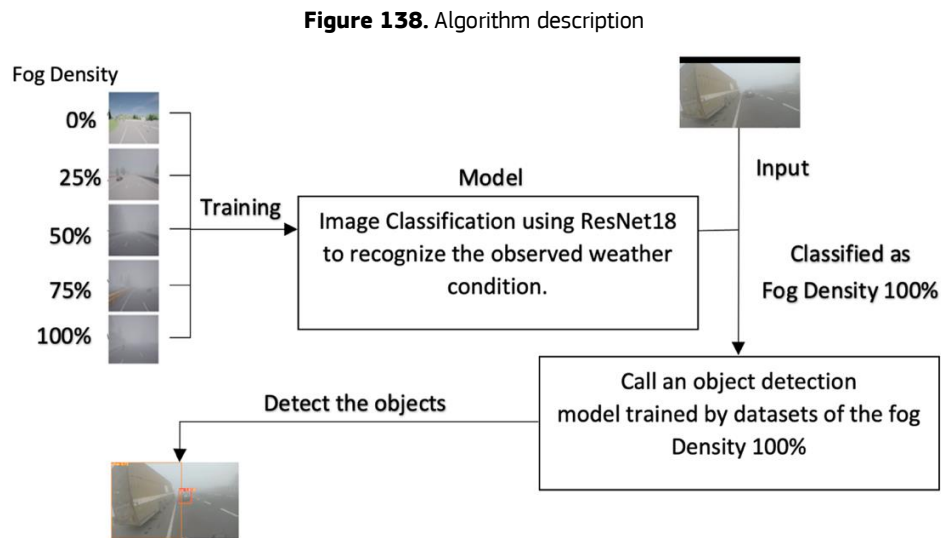 Figure 138. Algorithm description
Fog Density
0%
25%
50%
75%
100%
Training
Model
Image Classification using ResNet18
to recognize the observed weather
condition.
Input
Classified as
Fog Density 100%
Call an object detection
model trained by datasets of the fog
Density 100%
Detect the objects